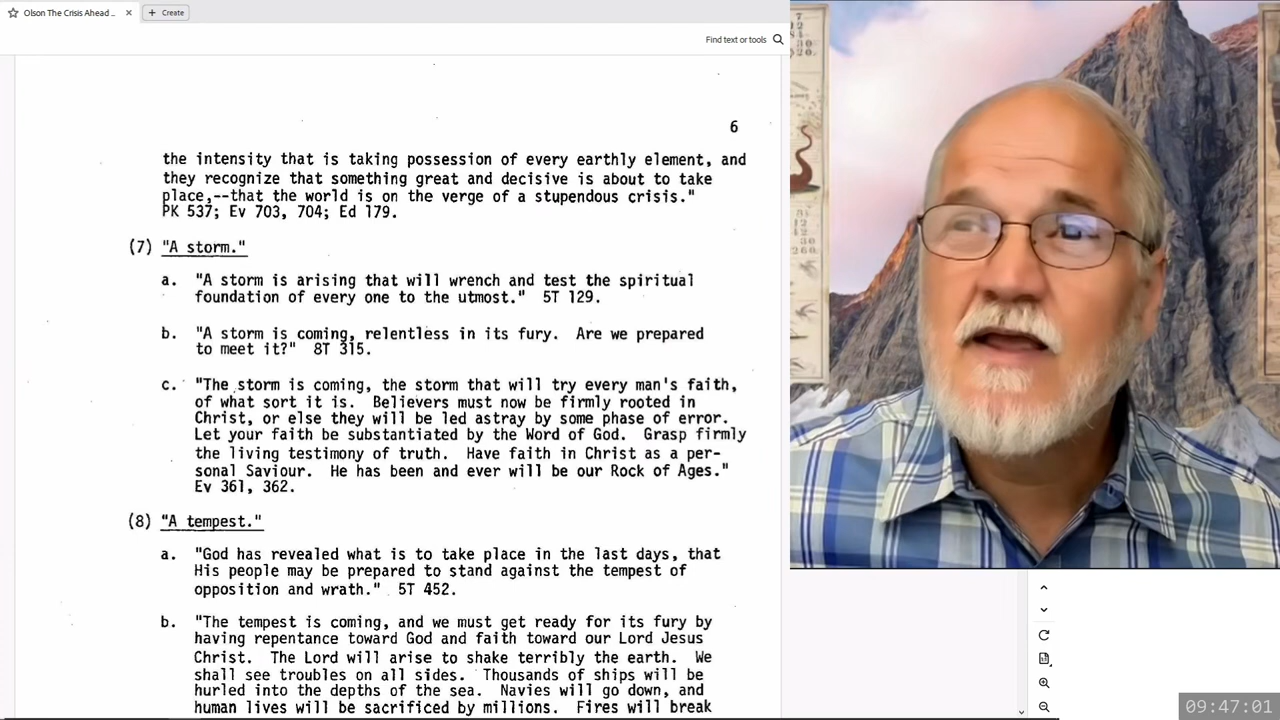 Olson The Crisis Ahead ..
Create
Find text or tools
6
the intensity that is taking possession of every earthly element, and
they recognize that something great and decisive is about to take
place,--that the world is on the verge of a stupendous crisis."
PK 537; Ev 703, 704; Ed 179.
(7) "A storm."
a. "A storm is arising that will wrench and test the spiritual
foundation of every one to the utmost." 5T 129.
b. "A storm is coming, relentless in its fury. Are we prepared
to meet it?" 8T 315.
c. "The storm is coming, the storm that will try every man's faith,
of what sort it is. Believers must now be firmly rooted in
Christ, or else they will be led astray by some phase of error.
Let your faith be substantiated by the Word of God. Grasp firmly
the living testimony of truth. Have faith in Christ as a per-
sonal Saviour. He has been and ever will be our Rock of Ages."
Ev 361, 362.
(8) "A tempest."
a. "God has revealed what is to take place in the last days, that
His people may be prepared to stand against the tempest of
opposition and wrath." 5T 452.
b. "The tempest is coming, and we must get ready for its fury by
having repentance toward God and faith toward our Lord Jesus
Christ. The Lord will arise to shake terribly the earth. We
shall see troubles on all sides. Thousands of ships will be
hurled into the depths of the sea. Navies will go down, and
human lives will be sacrificed by millions. Fires will break
09:47:01